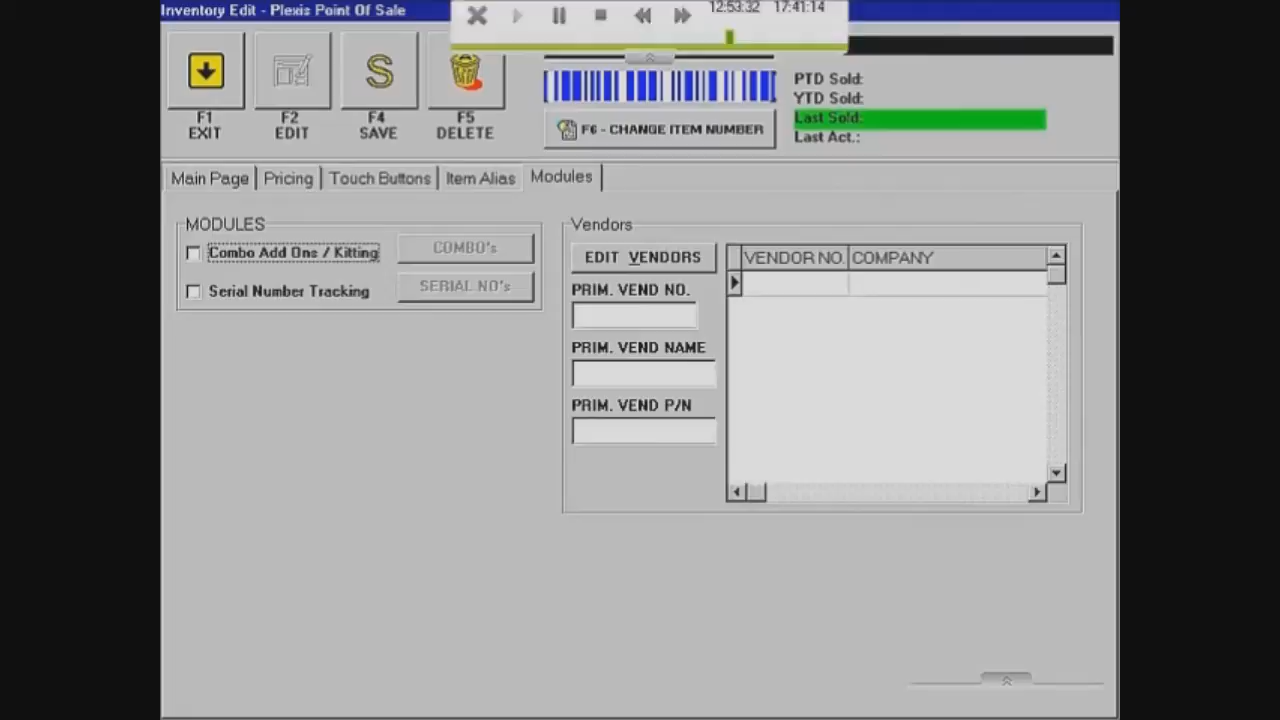 Inventory Edit - Plexis Point Of Sale
12:53:32 17:41:14
F1 EXIT
F2 EDIT
F4 SAVE
F5 DELETE
F6 - CHANGE ITEM NUMBER
PTD Sold:
YTD Sold:
Last Sold:
Last Act.:
Main Page
Pricing
Touch Buttons
Item Alias
Modules
MODULES
Combo Add Ons / Kitting
COMBO's
Serial Number Tracking
SERIAL NO's
Vendors
EDIT VENDORS
PRIM. VEND NO.
PRIM. VEND NAME
PRIM. VEND P/N
VENDOR NO. COMPANY